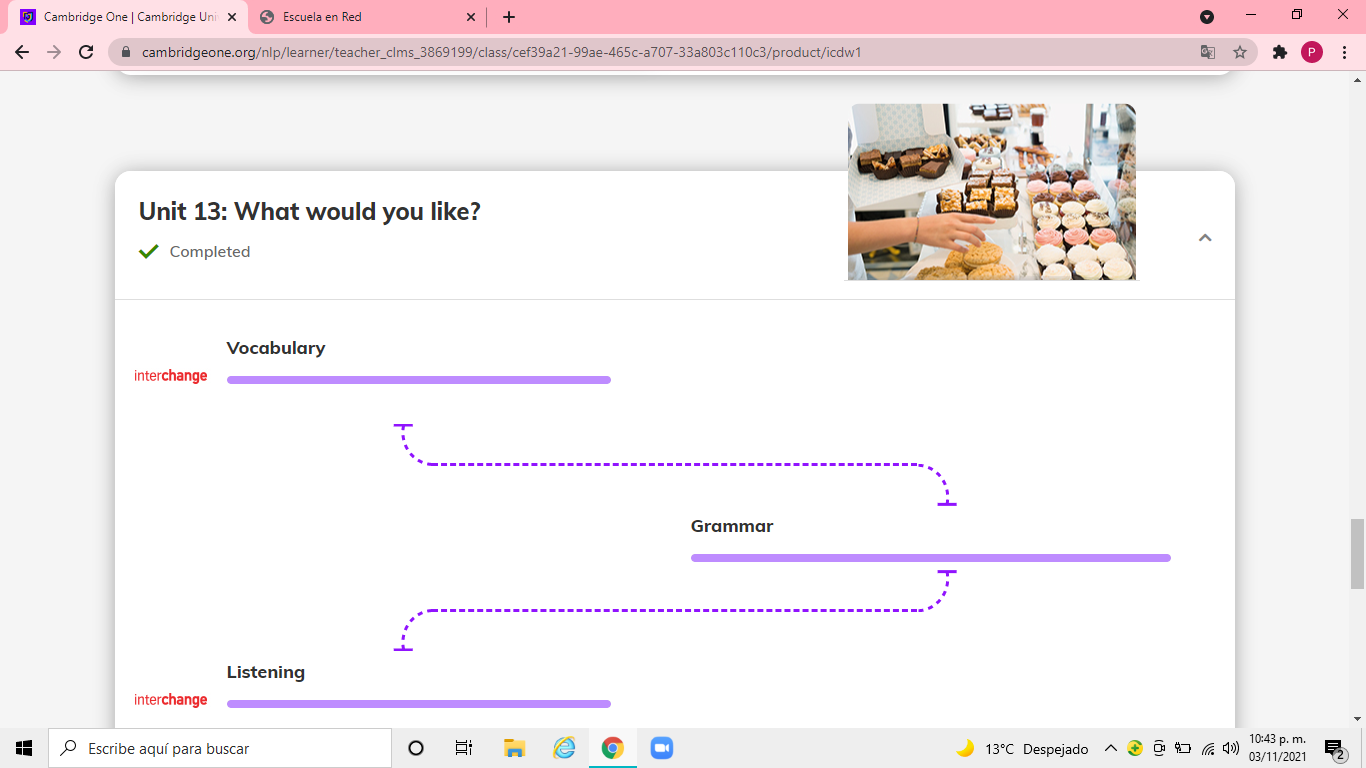 Cambridge One | Cambridge Uni
Escuela en Red
cambridgeone.org/nlp/learner/teacher_clms_3869199/class/cef39a21-99ae-465c-a707-33a803c110c3/product/icdw1
P
Unit 13: What would you like?
Completed
Vocabulary
interchange
Grammar
Listening
interchange
Escribe aquí para buscar
13°C Despejado
10:43 p. m.
03/11/2021
2